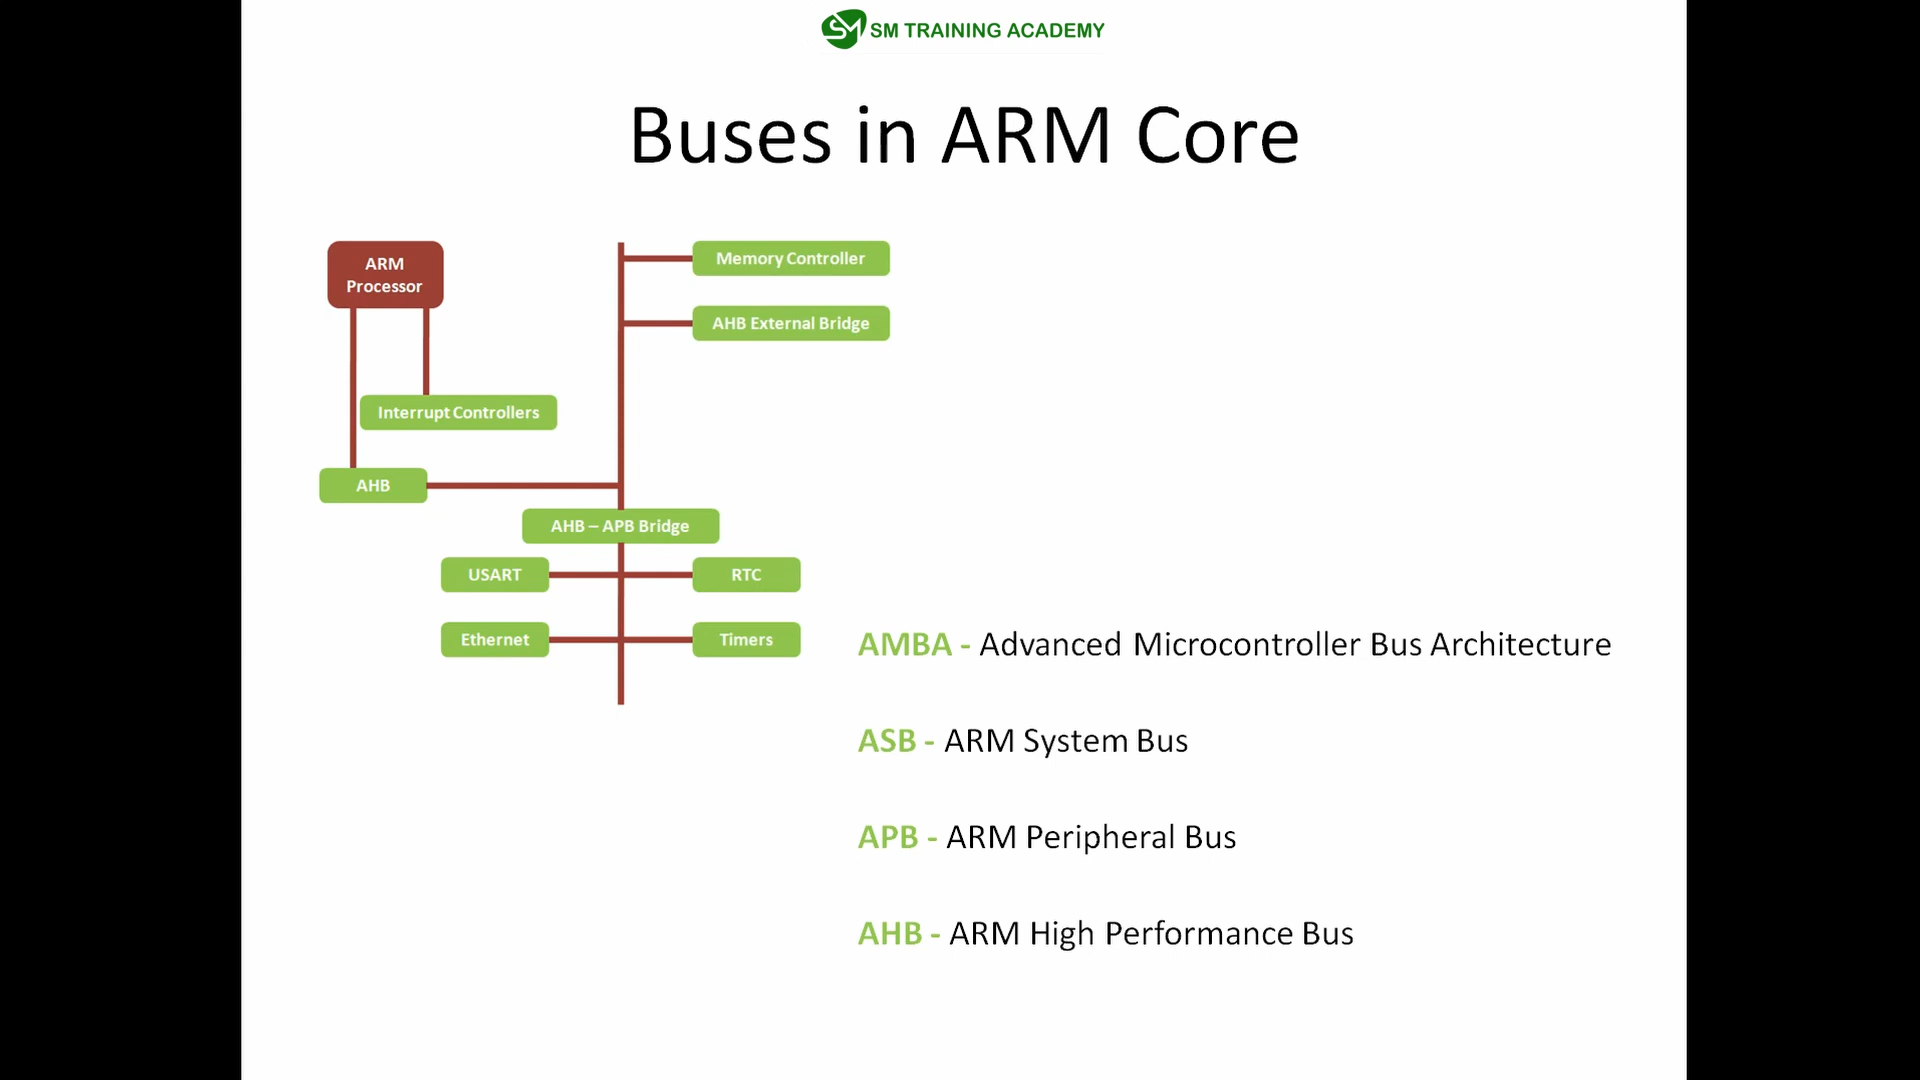 SM TRAINING ACADEMY
Buses in ARM Core
ARM
Processor
Memory Controller
AHB External Bridge
Interrupt Controllers
AHB
AHB – APB Bridge
USART
RTC
Ethernet
Timers
AMBA - Advanced Microcontroller Bus Architecture
ASB - ARM System Bus
APB - ARM Peripheral Bus
AHB - ARM High Performance Bus